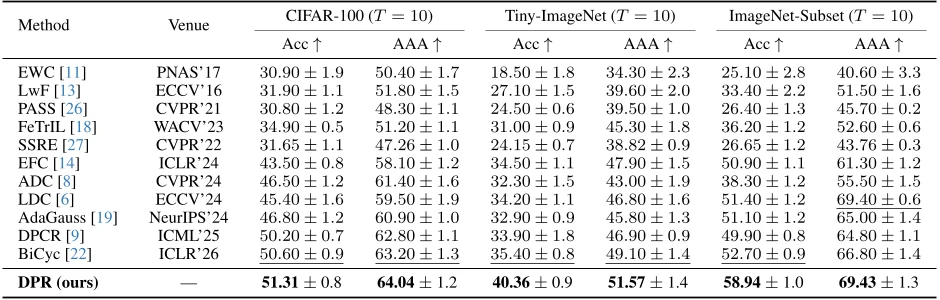 Method Venue CIFAR-100 (T = 10) Tiny-ImageNet (T = 10) ImageNet-Subset (T = 10)
Acc ↑ AAA ↑ Acc ↑ AAA ↑ Acc ↑ AAA ↑
EWC [11] PNAS'17 30.90 ± 1.9 50.40 ± 1.7 18.50 ± 1.8 34.30 ± 2.3 25.10 ± 2.8 40.60 ± 3.3
LwF [13] ECCV'16 31.90 ± 1.1 51.80 ± 1.5 27.10 ± 1.5 39.60 ± 2.0 33.40 ± 2.2 51.50 ± 1.6
PASS [26] CVPR'21 30.80 ± 1.2 48.30 ± 1.1 24.50 ± 0.6 39.50 ± 1.0 26.40 ± 1.3 45.70 ± 0.2
FeTrIL [18] WACV'23 34.90 ± 0.5 51.20 ± 1.1 31.00 ± 0.9 45.30 ± 1.8 36.20 ± 1.2 52.60 ± 0.6
SSRE [27] CVPR'22 31.65 ± 1.1 47.26 ± 1.0 24.15 ± 0.7 38.82 ± 0.9 26.65 ± 1.2 43.76 ± 0.3
EFC [14] ICLR'24 43.50 ± 0.8 58.10 ± 1.2 34.50 ± 1.1 47.90 ± 1.5 50.90 ± 1.1 61.30 ± 1.2
ADC [8] CVPR'24 46.50 ± 1.2 61.40 ± 1.6 32.30 ± 1.5 43.00 ± 1.9 38.30 ± 1.2 55.50 ± 1.5
LDC [6] ECCV'24 45.40 ± 1.6 59.50 ± 1.9 34.20 ± 1.1 46.80 ± 1.6 51.40 ± 1.2 69.40 ± 0.6
AdaGauss [19] NeurIPS'24 46.80 ± 1.2 60.90 ± 1.0 32.90 ± 0.9 45.80 ± 1.3 51.10 ± 1.2 65.00 ± 1.4
DPCR [9] ICML'25 50.20 ± 0.7 62.80 ± 1.1 33.90 ± 1.8 46.90 ± 0.9 49.90 ± 0.8 64.80 ± 1.1
BiCyc [22] ICLR'26 50.60 ± 0.9 63.20 ± 1.3 35.40 ± 0.8 49.10 ± 1.4 52.70 ± 0.9 66.80 ± 1.4
DPR (ours) — 51.31 ± 0.8 64.04 ± 1.2 40.36 ± 0.9 51.57 ± 1.4 58.94 ± 1.0 69.43 ± 1.3